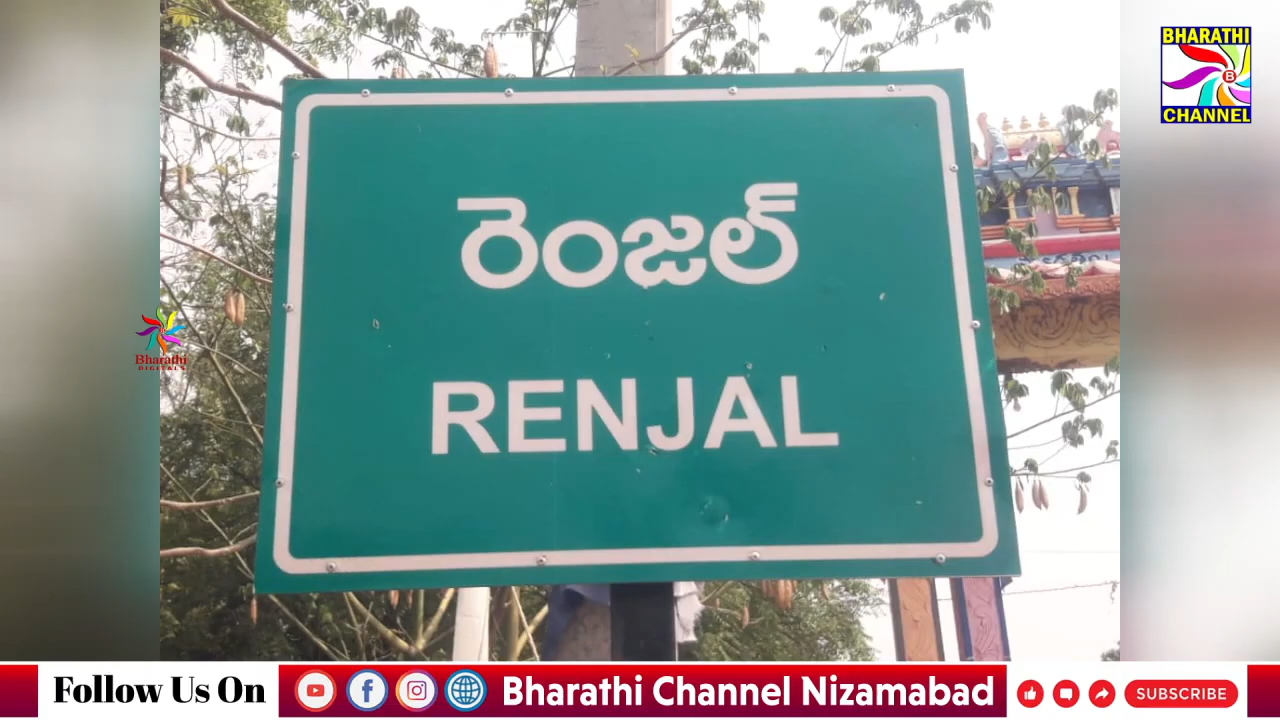 BHARATHI
B
CHANNEL
రెంజల్
Bharathi
DIGITALS
RENJAL
Follow Us On
Bharathi Channel Nizamabad
SUBSCRIBE